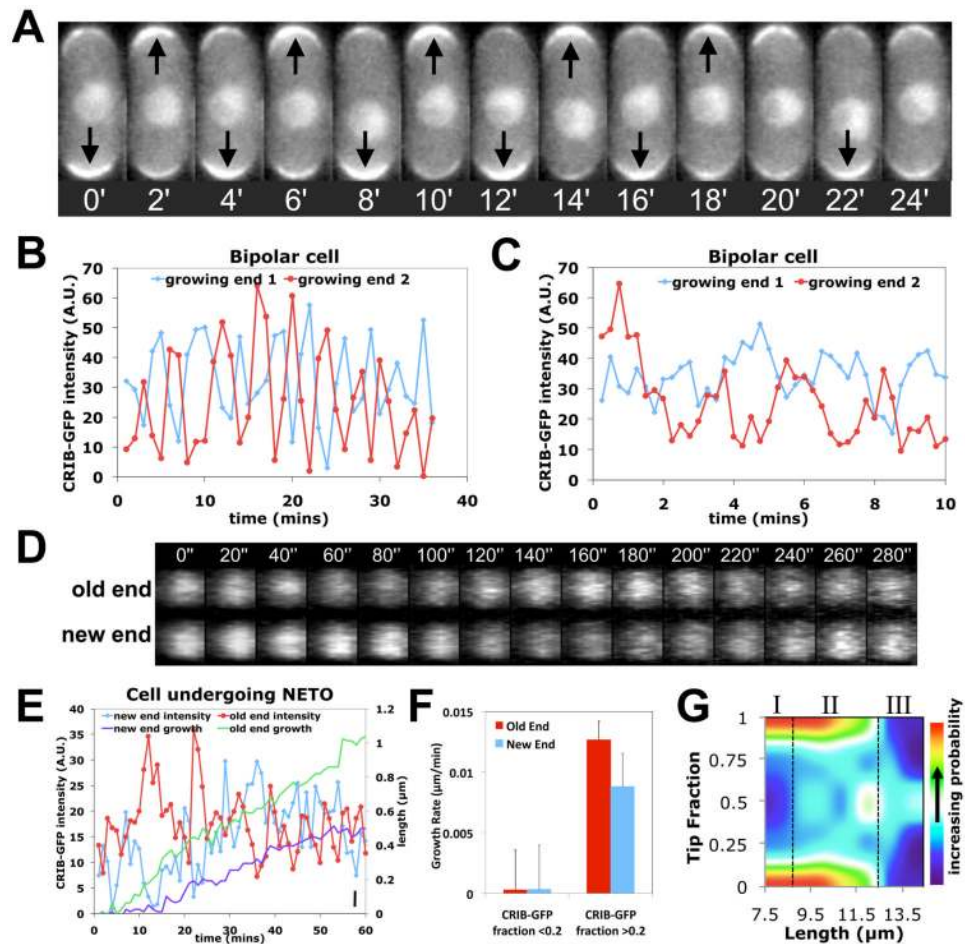 A
0' 2' 4' 6' 8' 10' 12' 14' 16' 18' 20' 22' 24'
B
Bipolar cell
growing end 1 growing end 2
CRIB-GFP intensity (A.U.)
70
60
50
40
30
20
10
0
0 10 20 30 40
time (mins)
C
Bipolar cell
growing end 1 growing end 2
CRIB-GFP intensity (A.U.)
70
60
50
40
30
20
10
0
0 2 4 6 8 10
time (mins)
D
0" 20" 40" 60" 80" 100" 120" 140" 160" 180" 200" 220" 240" 260" 280"
old end
new end
E
Cell undergoing NETO
new end intensity old end intensity
new end growth old end growth
CRIB-GFP intensity (A.U.)
40
35
30
25
20
15
10
5
0
0 10 20 30 40 50 60
time (mins)
1.2
1
0.8
0.6
0.4
0.2
0
length (μm)
F
Old End
New End
Growth Rate (μm/min)
0.015
0.01
0.005
0
CRIB-GFP fraction <0.2
CRIB-GFP fraction >0.2
G
I II III
Tip Fraction
1
0.75
0.5
0.25
0
7.5 9.5 11.5 13.5
Length (μm)
increasing probability